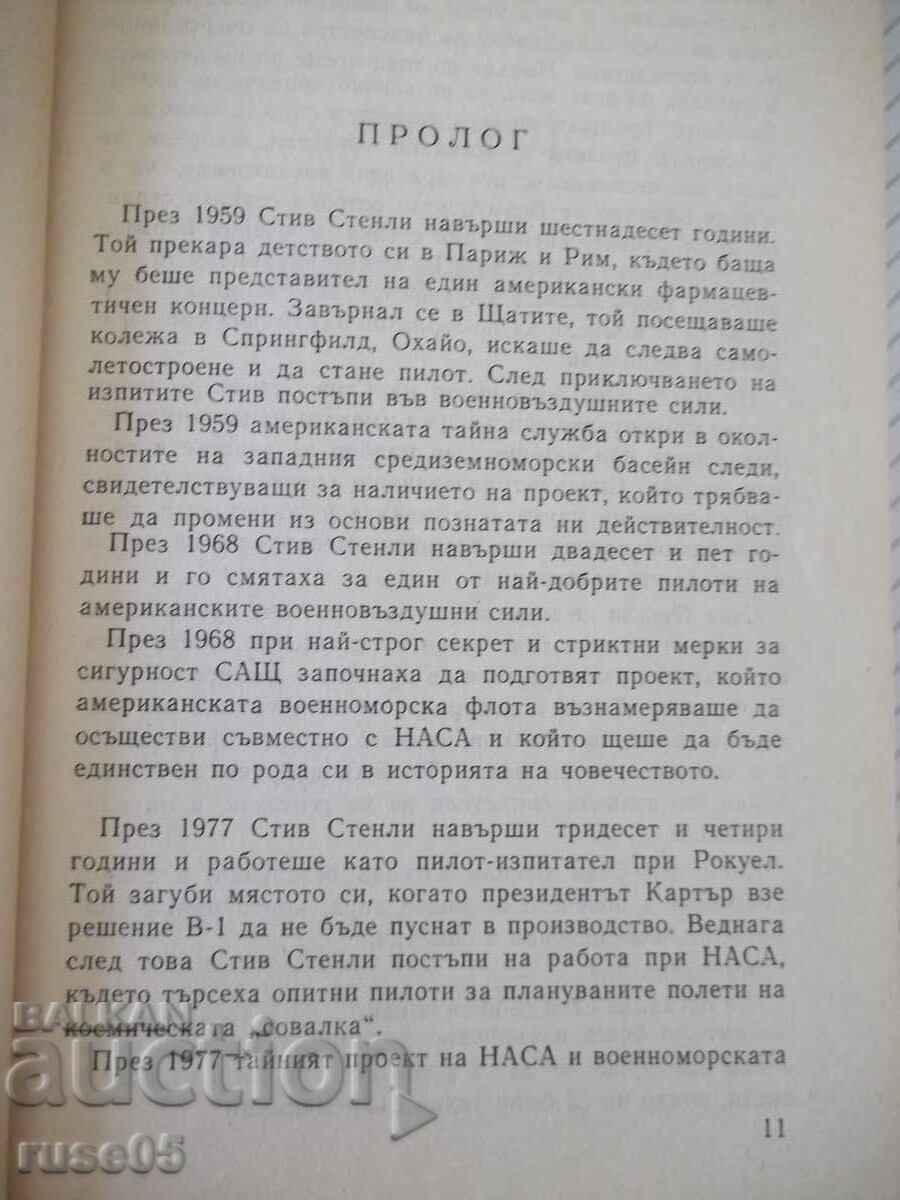 ПРОЛОГ
През 1959 Стив Стенли навърши шестнадесет години.
Той прекара детството си в Париж и Рим, където баща
му беше представител на един американски фармацев-
тичен концерн. Завърнал се в Щатите, той посещаваше
колежа в Спрингфилд, Охайо, искаше да следва само-
летостроене и да стане пилот. След приключването на
изпитите Стив постъпи във военновъздушните сили.
През 1959 американската тайна служба откри в окол-
ностите на западния средиземноморски басейн следи,
свидетелствуващи за наличието на проект, който трябва-
ше да промени из основи познатата ни действителност.
През 1968 Стив Стенли навърши двадесет и пет го-
дини и го смятаха за един от най-добрите пилоти на
американските военновъздушни сили.
През 1968 при най-строг секрет и стриктни мерки за
сигурност САЩ започнаха да подготвят проект, който
американската военноморска флота възнамеряваше да
осъществи съвместно с НАСА и който щеше да бъде
единствен по рода си в историята на човечеството.
През 1977 Стив Стенли навърши тридесет и четири
години и работеше като пилот-изпитател при Рокуел.
Той загуби мястото си, когато президентът Картър взе
решение В-1 да не бъде пуснат в производство. Веднага
след това Стив Стенли постъпи на работа при НАСА,
където търсеха опитни пилоти за плануваните полети на
космическата „совалка“.
През 1977 тайният проект на НАСА и военноморската
11
BALKAN
auction
ruse05